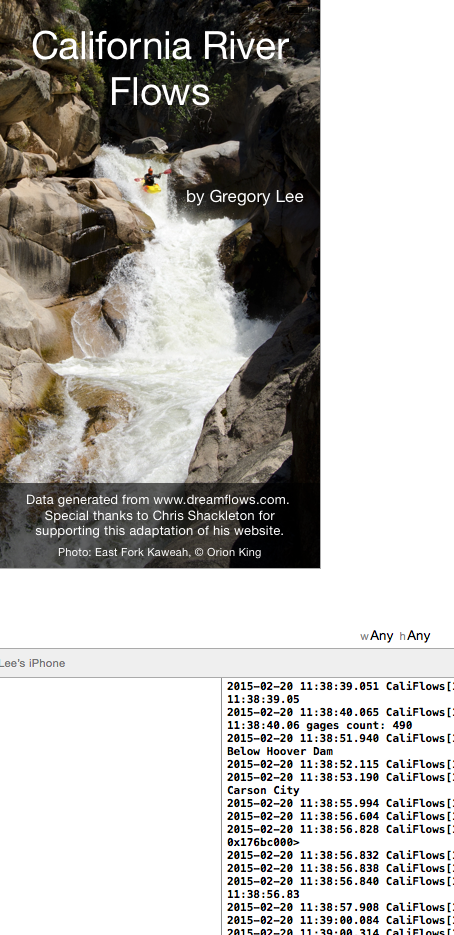 California River
Flows
by Gregory Lee
Data generated from www.dreamflows.com.
Special thanks to Chris Shackleton for
supporting this adaptation of his website.
Photo: East Fork Kaweah, © Orion King
wAny hAny
Lee's iPhone
2015-02-20 11:38:39.051 CaliFlows[
11:38:39.05
2015-02-20 11:38:40.065 CaliFlows[
11:38:40.06 gages count: 490
2015-02-20 11:38:51.940 CaliFlows[
Below Hoover Dam
2015-02-20 11:38:52.115 CaliFlows[
2015-02-20 11:38:53.190 CaliFlows[
Carson City
2015-02-20 11:38:55.994 CaliFlows[
2015-02-20 11:38:56.604 CaliFlows[
2015-02-20 11:38:56.828 CaliFlows[
0x176bc000>
2015-02-20 11:38:56.832 CaliFlows[
2015-02-20 11:38:56.838 CaliFlows[
2015-02-20 11:38:56.840 CaliFlows[
11:38:56.83
2015-02-20 11:38:57.908 CaliFlows[
2015-02-20 11:39:00.084 CaliFlows[
2015-02-20 11:39:00.314 CaliFlows[